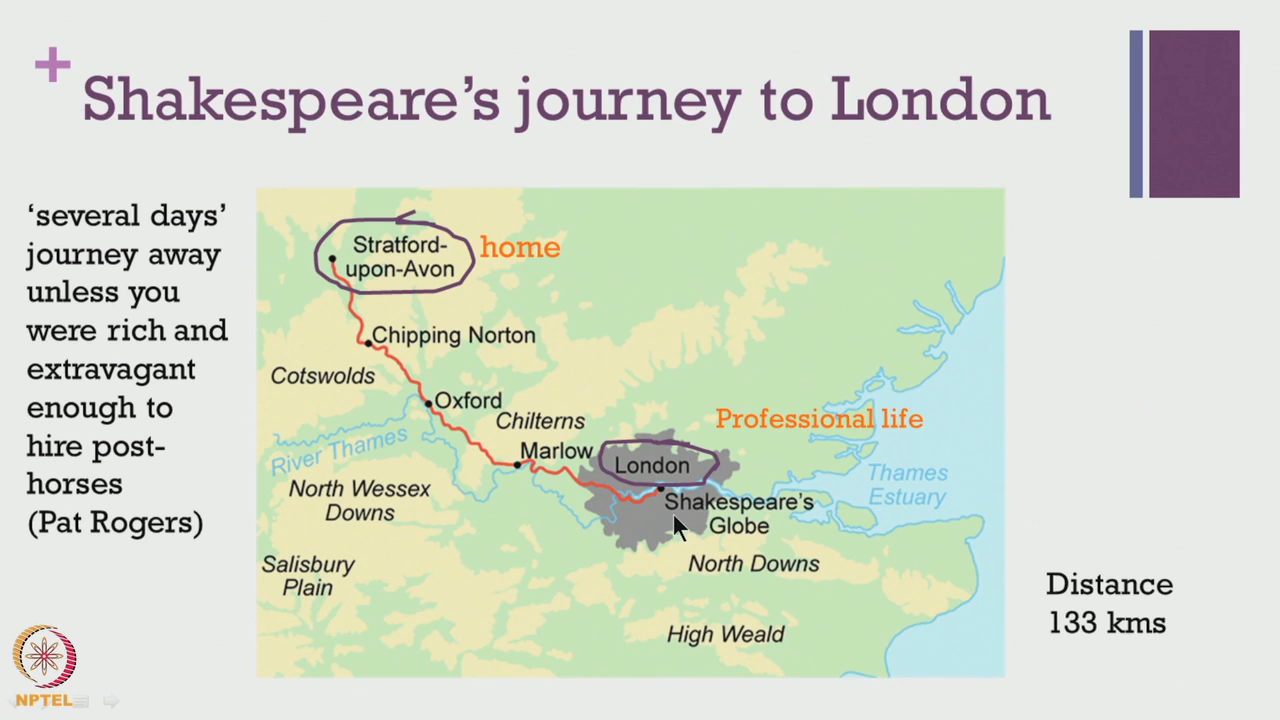 +
Shakespeare's journey to London
‘several days’
journey away
unless you
were rich and
extravagant
enough to
hire post-
horses
(Pat Rogers)
Stratford-
upon-Avon
home
Chipping Norton
Cotswolds
Oxford
Chilterns
Professional life
River Thames
Marlow
London
Thames
Estuary
North Wessex
Downs
Shakespeare's
Globe
Salisbury
Plain
North Downs
High Weald
Distance
133 kms
NPTEL